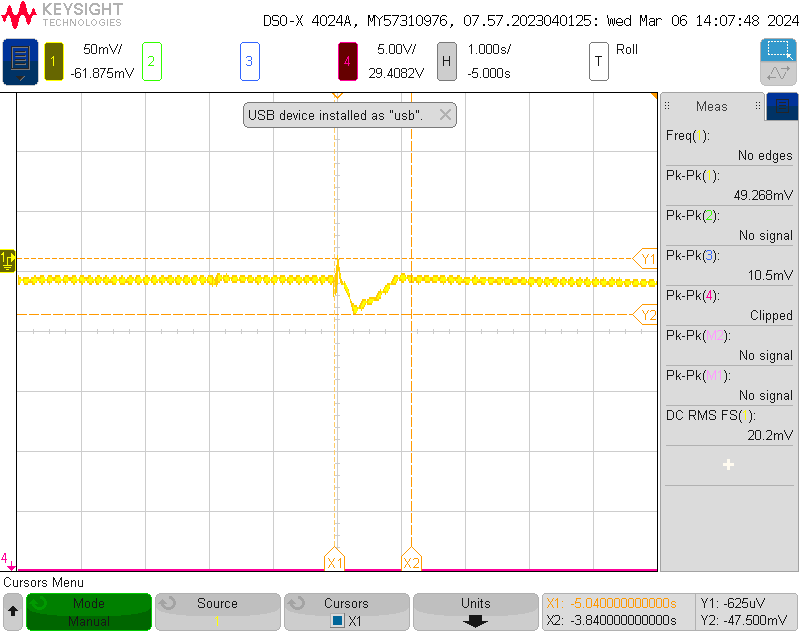 KEYSIGHT
TECHNOLOGIES
DSO-X 4024A, MY57310976, 07.57.2023040125: Wed Mar 06 14:07:48 2024
1 50mV/ 2 3 4 5.00V/ H 1.000s/ T Roll
-61.875mV 29.4082V -5.000s
USB device installed as "usb".
Meas
Freq( ):
No edges
Pk-Pk( ):
49.268mV
Pk-Pk(2):
No signal
Pk-Pk(3):
10.5mV
Pk-Pk(4):
Clipped
Pk-Pk(M2):
No signal
Pk-Pk(M1):
No signal
DC RMS FS( ):
20.2mV
1
Y1
Y2
4
X1 X2
Cursors Menu
Mode
Manual
Source
1
Cursors
X1
Units
X1: -5.040000000000s
X2: -3.840000000000s
Y1: -625uV
Y2: -47.500mV